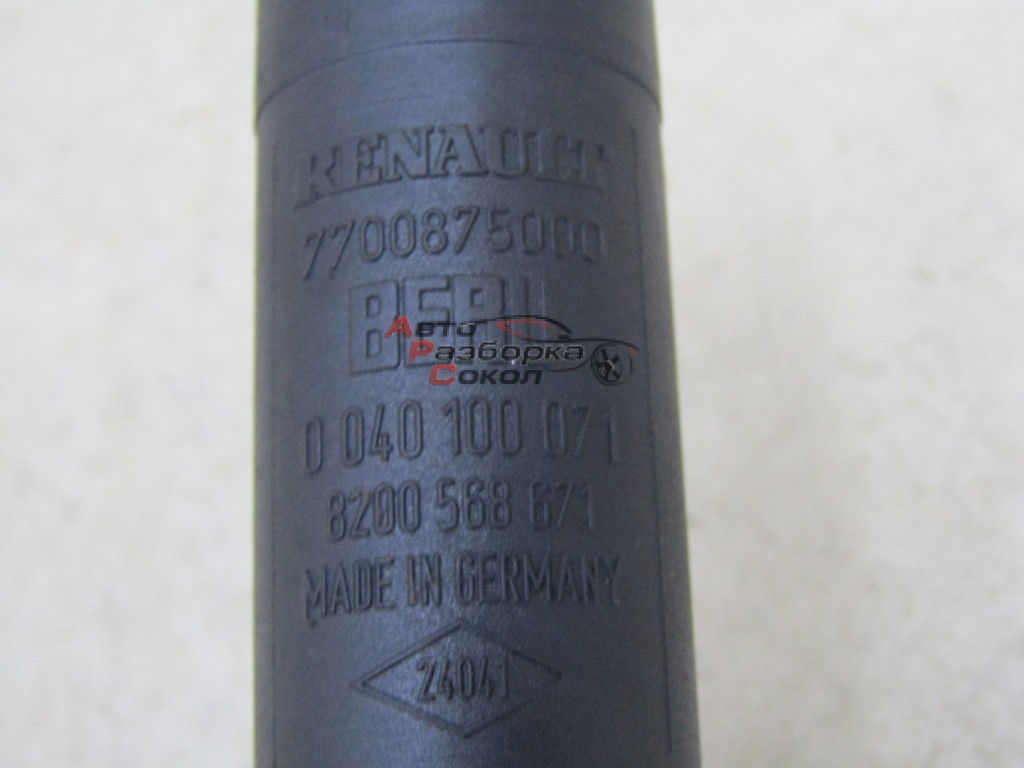 RENAULT
7700875000
BERU
Авто
Разборка
Сокол
0 040 100 071
8200 568 671
MADE IN GERMANY
24041